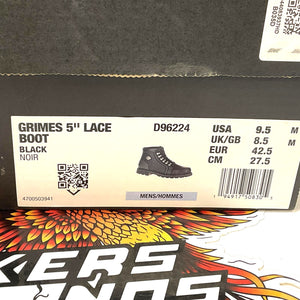 B035D
GRIMES 5" LACE
BOOT
BLACK
NOIR
4700503941
D96224
MENS/HOMMES
USA 9.5 M
UK/GB 8.5 M
EUR 42.5
CM 27.5
KERS